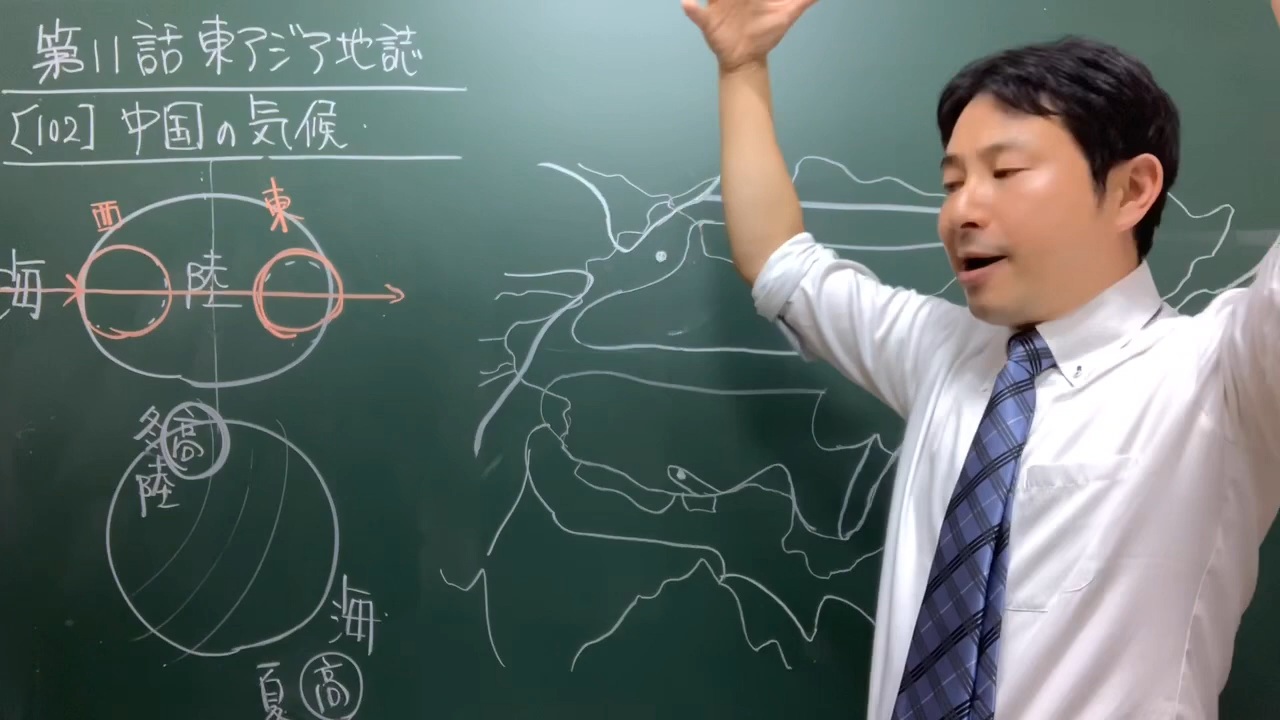 第11話 東アジア地誌
[102] 中国の気候
西 東
海 陸
冬 高
陸
海
夏 高